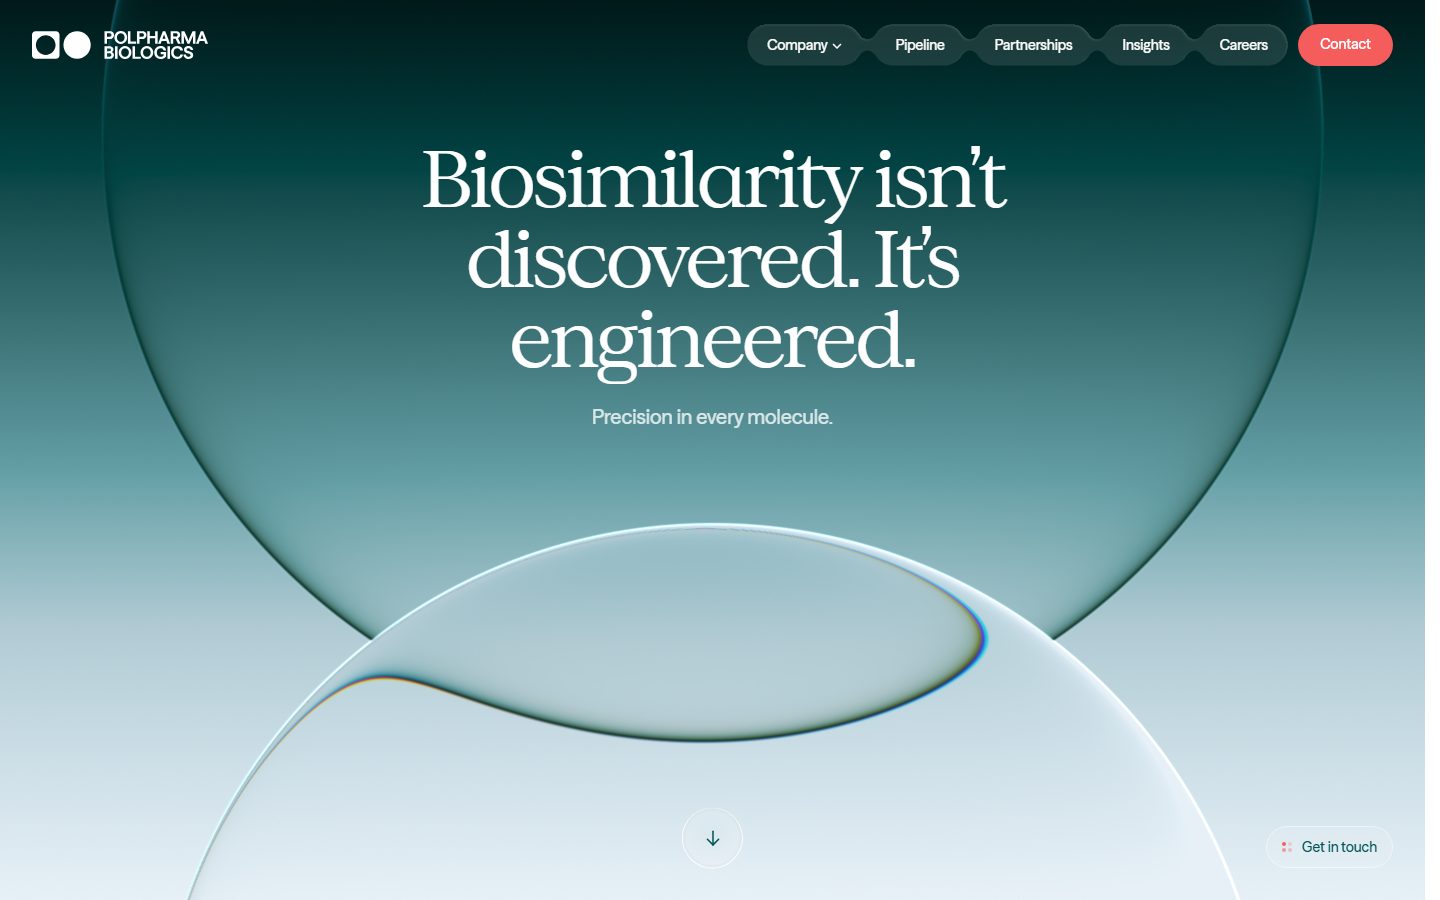 POLPHARMA
BIOLOGICS
Company
Pipeline
Partnerships
Insights
Careers
Contact
Biosimilarity isn’t
discovered. It’s
engineered.
Precision in every molecule.
Get in touch